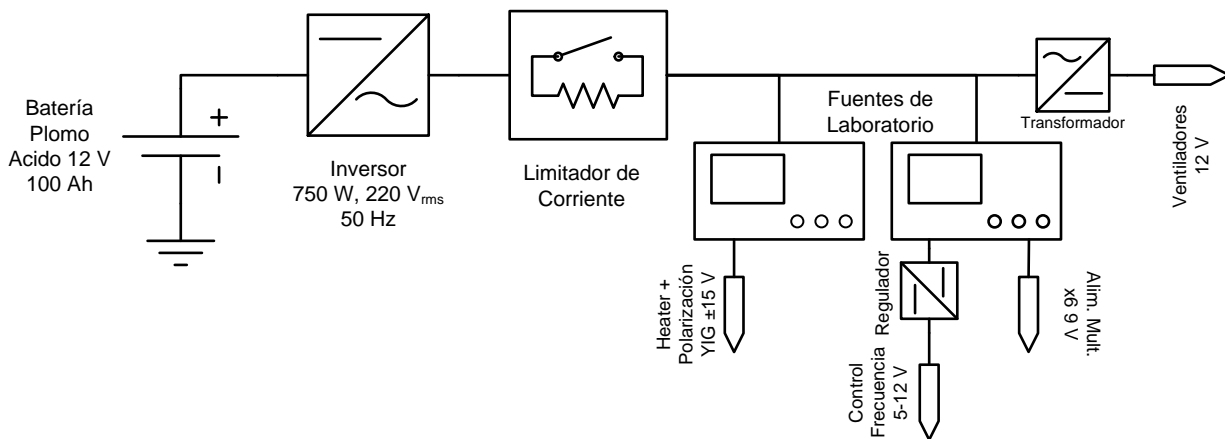 Batería
Plomo
Acido 12 V
100 Ah
+
Inversor
750 W, 220 Vrms
50 Hz
Limitador de
Corriente
Fuentes de
Laboratorio
Transformador
Ventiladores
12 V
Heater +
Polarización
YIG ±15 V
Regulador
Control
Frecuencia
5-12 V
Alim. Mult.
x6 9 V